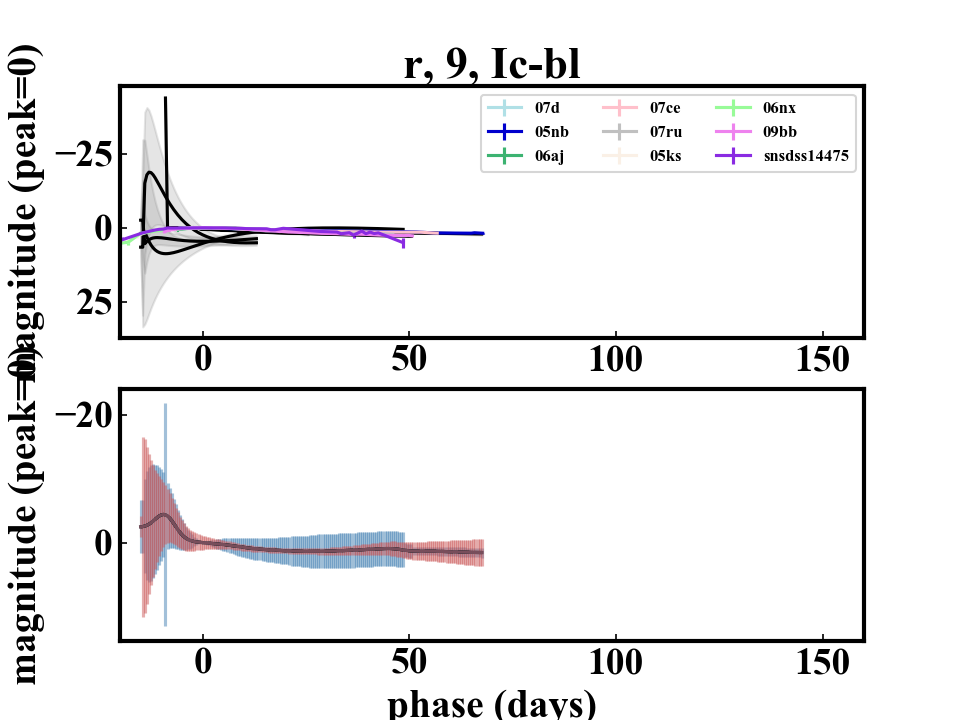 r, 9, Ic-bl
magnitude (peak=0)
−25
0
25
07d 07ce 06nx
05nb 07ru 09bb
06aj 05ks snsdss14475
0 50 100 150
magnitude (peak=0)
−20
0
0 50 100 150
phase (days)